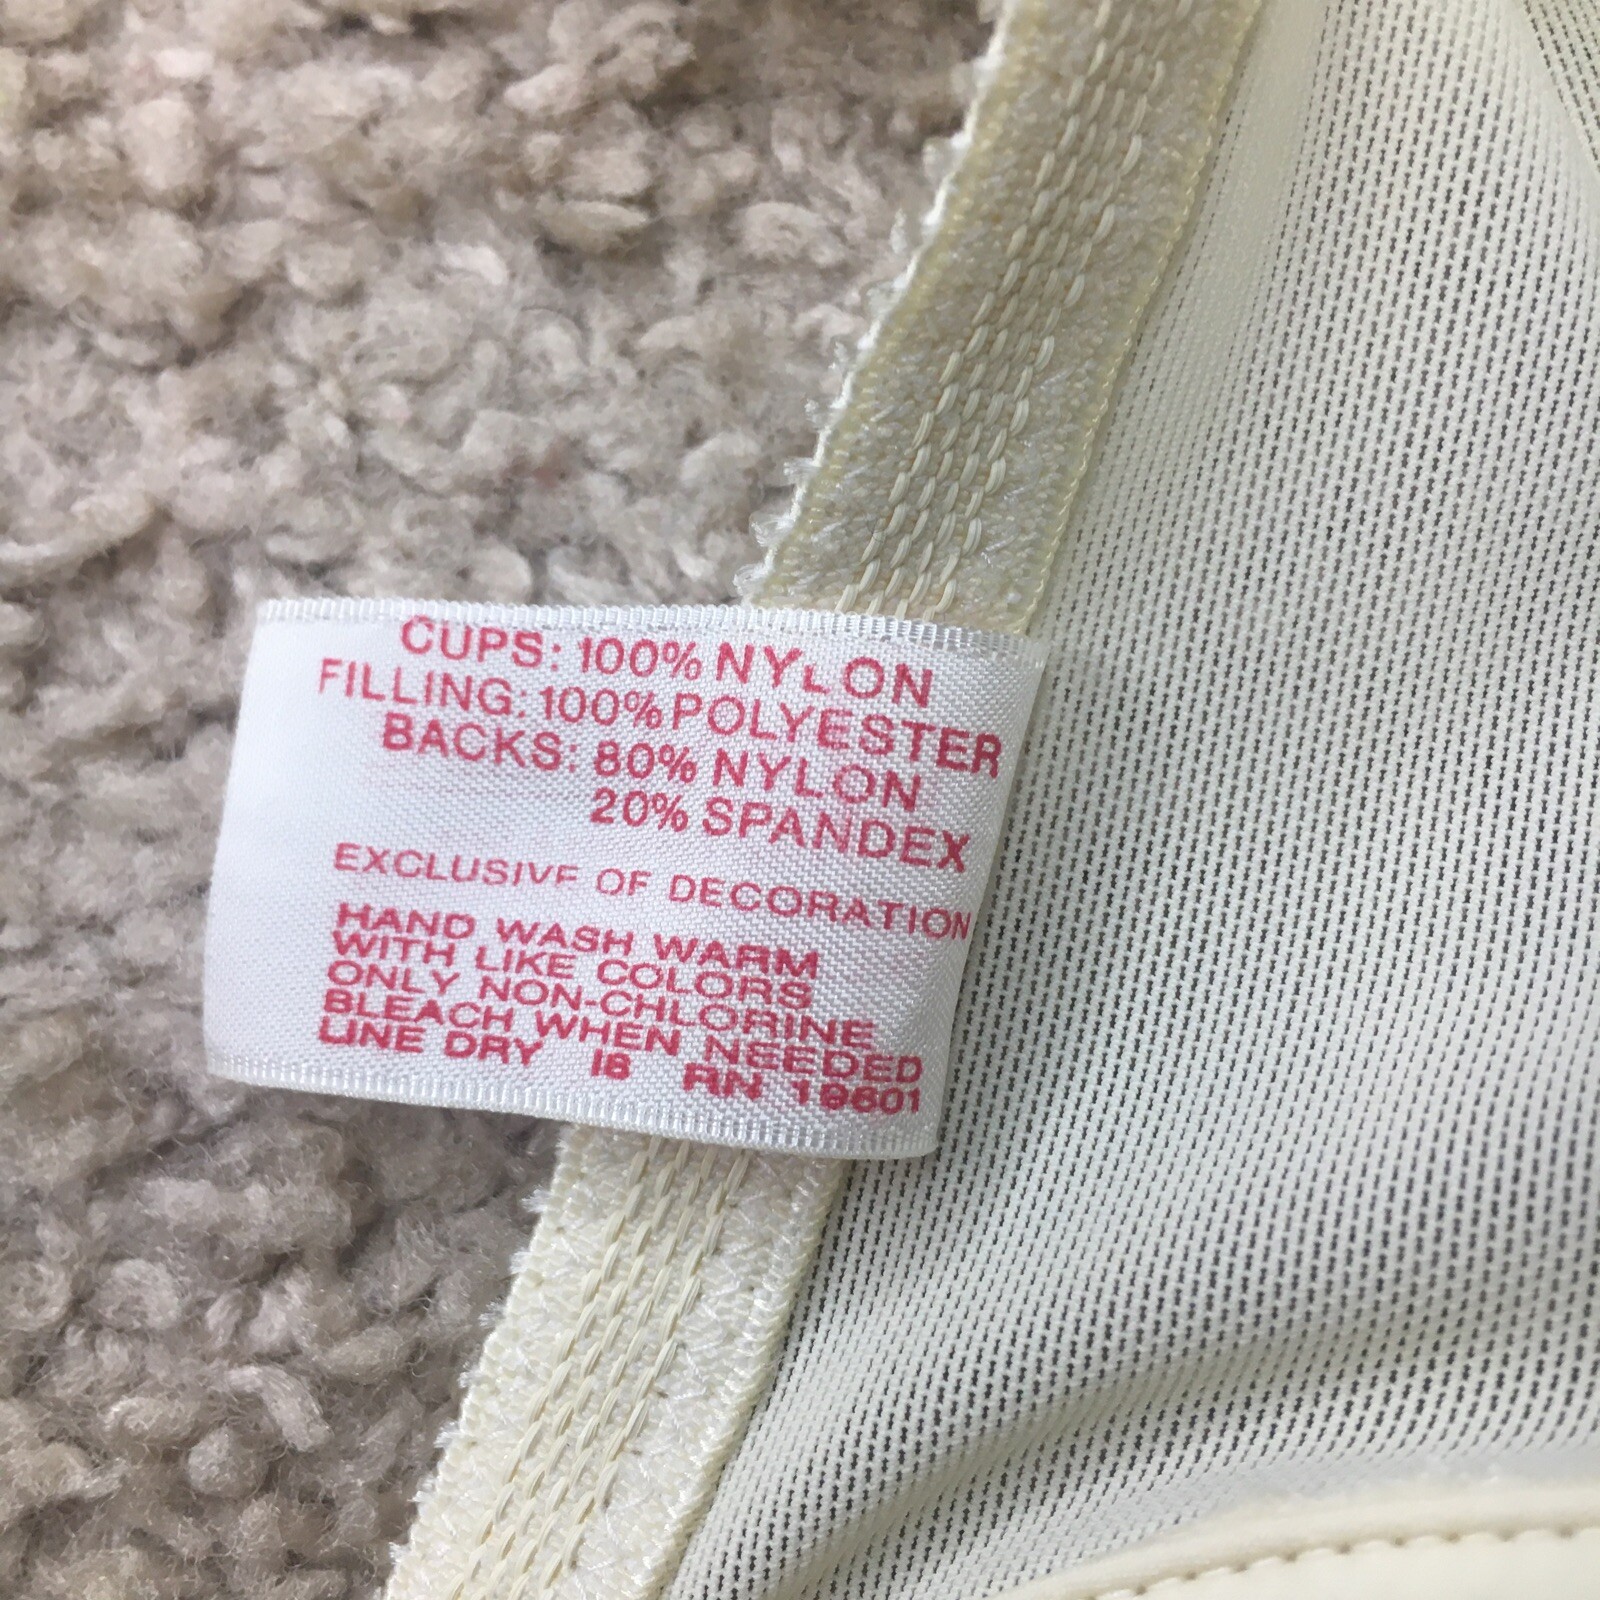 CUPS: 100% NYLON
FILLING: 100% POLYESTER
BACKS: 80% NYLON
20% SPANDEX
EXCLUSIVE OF DECORATION
HAND WASH WARM
WITH LIKE COLORS
ONLY NON-CHLORINE
BLEACH WHEN NEEDED
LINE DRY I8 RN 19601